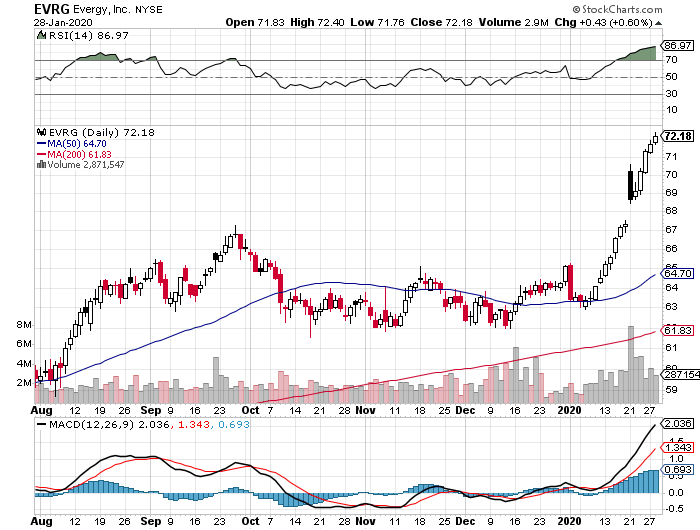 EVRG Evergy, Inc. NYSE © StockCharts.com
28-Jan-2020 Open 71.83 High 72.40 Low 71.76 Close 72.18 Volume 2.9M Chg +0.43 (+0.60%)
RSI(14) 86.97
90
86.97
70
50
30
10
EVRG (Daily) 72.18
MA(50) 64.70
MA(200) 61.83
Volume 2,871,547
72.18
71
70
69
68
67
66
65
64.70
64
63
62
61.83
61
60
59
8M
6M
4M
2M
287154
Aug 12 19 26 Sep 9 16 23 Oct 7 14 21 28 Nov 11 18 25 Dec 9 16 23 2020 13 21 27
MACD(12,26,9) 2.036, 1.343, 0.693
2.036
1.5
1.343
1.0
0.693
0.5
0.0
-0.5
Aug 12 19 26 Sep 9 16 23 Oct 7 14 21 28 Nov 11 18 25 Dec 9 16 23 2020 13 21 27